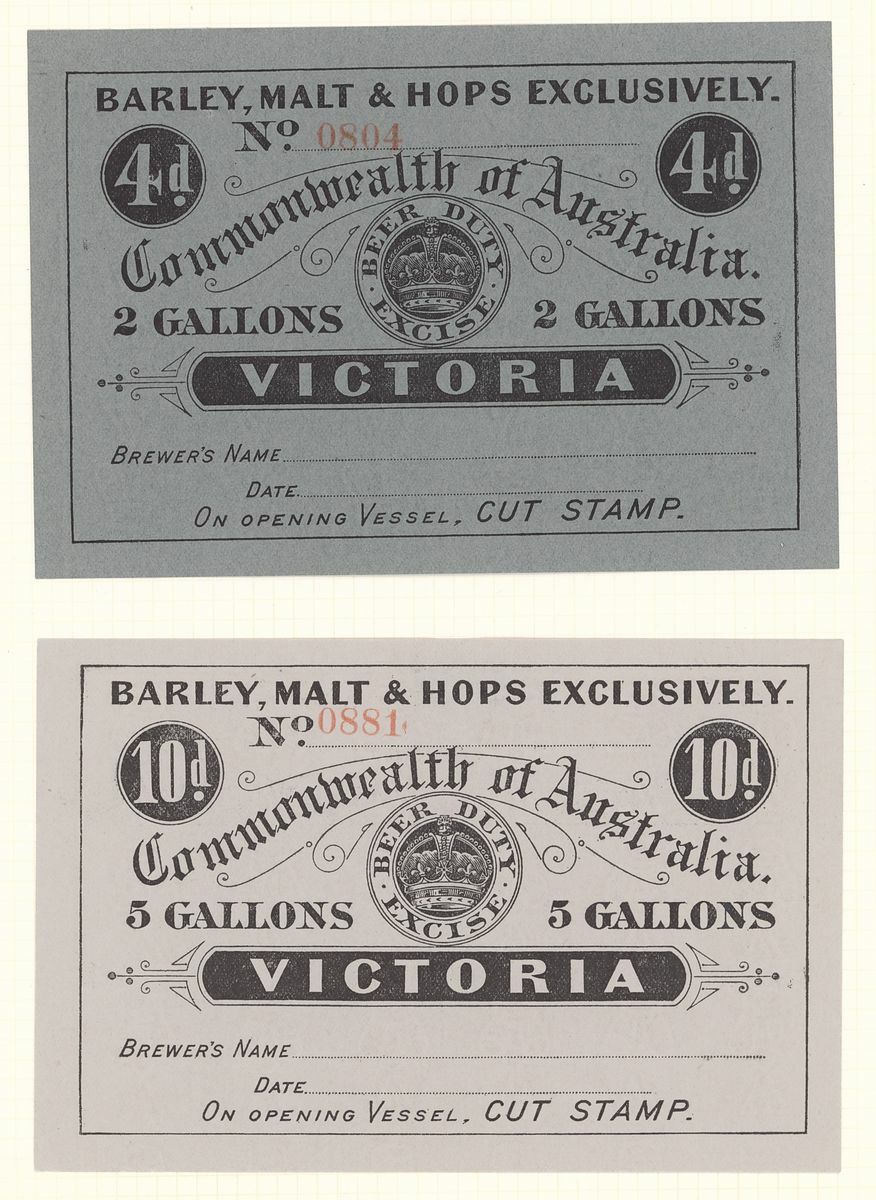 BARLEY, MALT & HOPS EXCLUSIVELY.
No. 0804
4d. 4d.
Commonwealth of Australia.
BEER DUTY
EXCISE
2 GALLONS 2 GALLONS
VICTORIA
BREWER'S NAME
DATE
ON OPENING VESSEL, CUT STAMP.
BARLEY, MALT & HOPS EXCLUSIVELY.
No. 0881
10d. 10d.
Commonwealth of Australia.
BEER DUTY
EXCISE
5 GALLONS 5 GALLONS
VICTORIA
BREWER'S NAME
DATE
ON OPENING VESSEL, CUT STAMP.